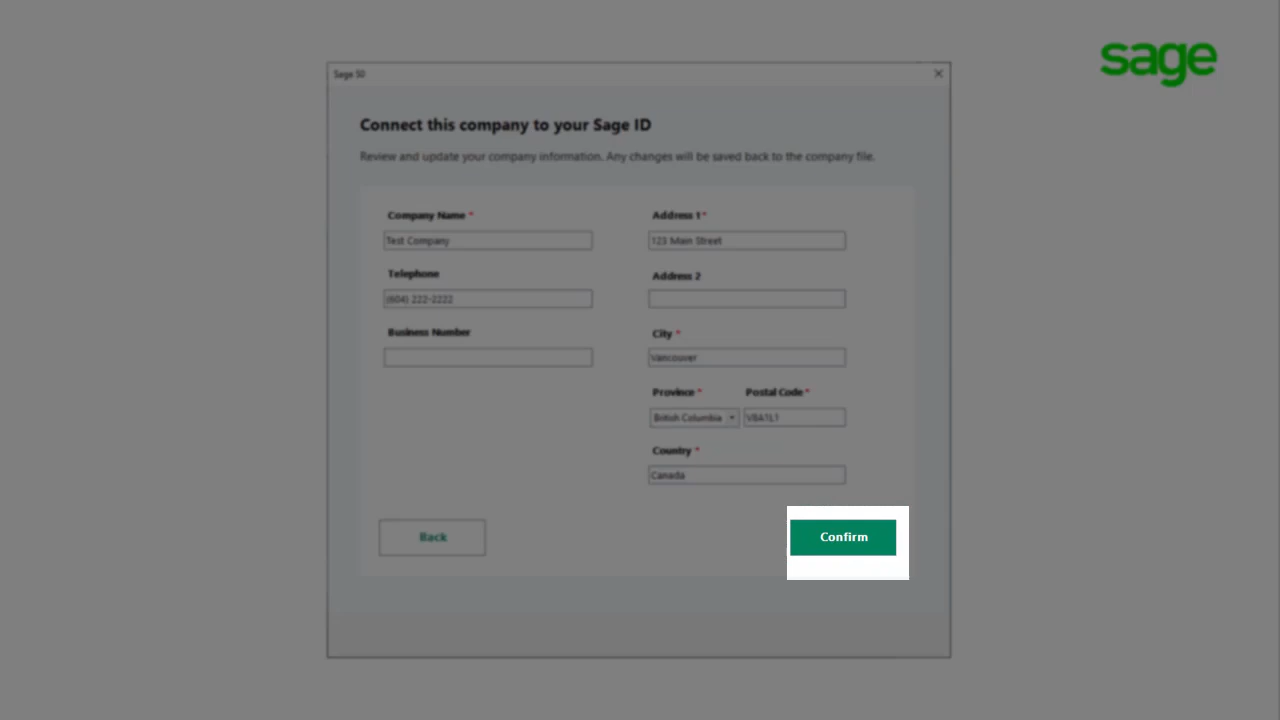 sage
Sage 50
Connect this company to your Sage ID
Review and update your company information. Any changes will be saved back to the company file.
Company Name *
Test Company
Telephone
(604) 222-2222
Business Number
Address 1*
123 Main Street
Address 2
City *
Vancouver
Province * Postal Code*
British Columbia V8A1L1
Country *
Canada
Back
Confirm